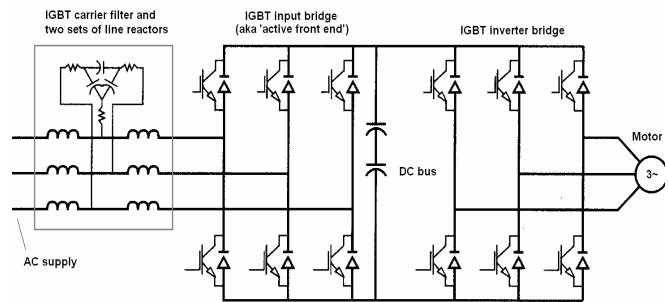 IGBT carrier filter and
two sets of line reactors
IGBT input bridge
(aka 'active front end')
IGBT inverter bridge
Motor
3~
DC bus
AC supply